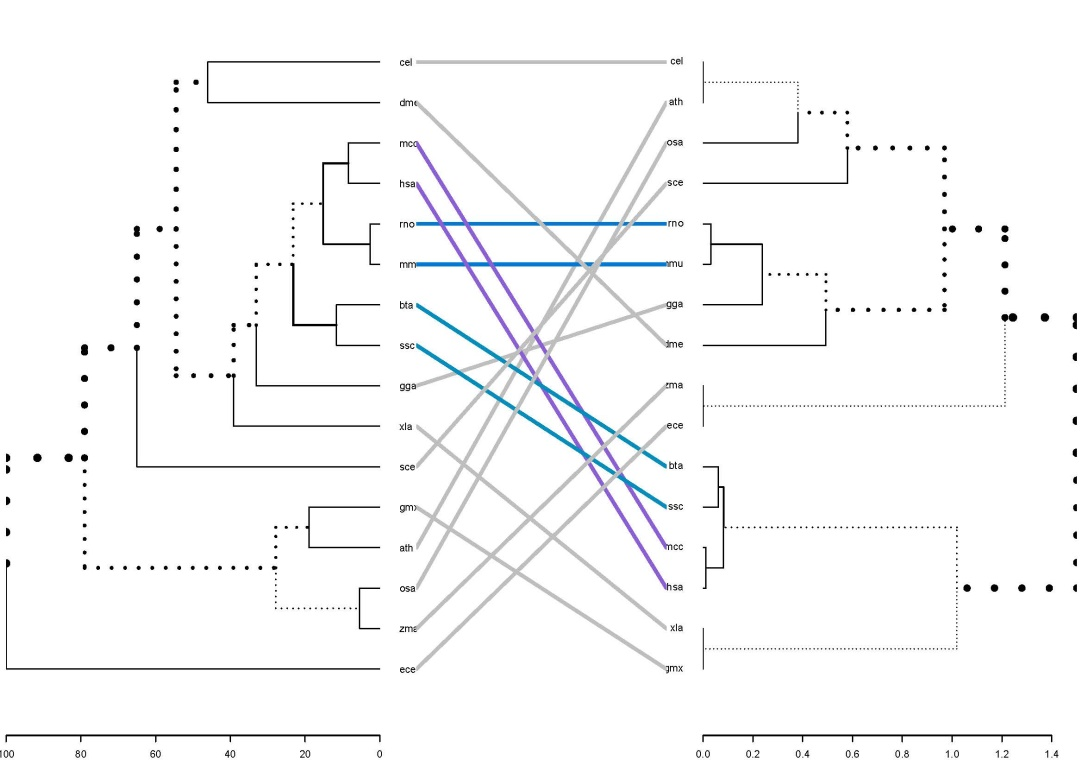 cel cel
dme ath
mcc osa
hsa sce
rno rno
mm mmu
bta gga
ssc dme
gga zma
xla ece
sce bta
gmx ssc
ath mcc
osa hsa
zma xla
ece gmx
100 80 60 40 20 0 0.0 0.2 0.4 0.6 0.8 1.0 1.2 1.4